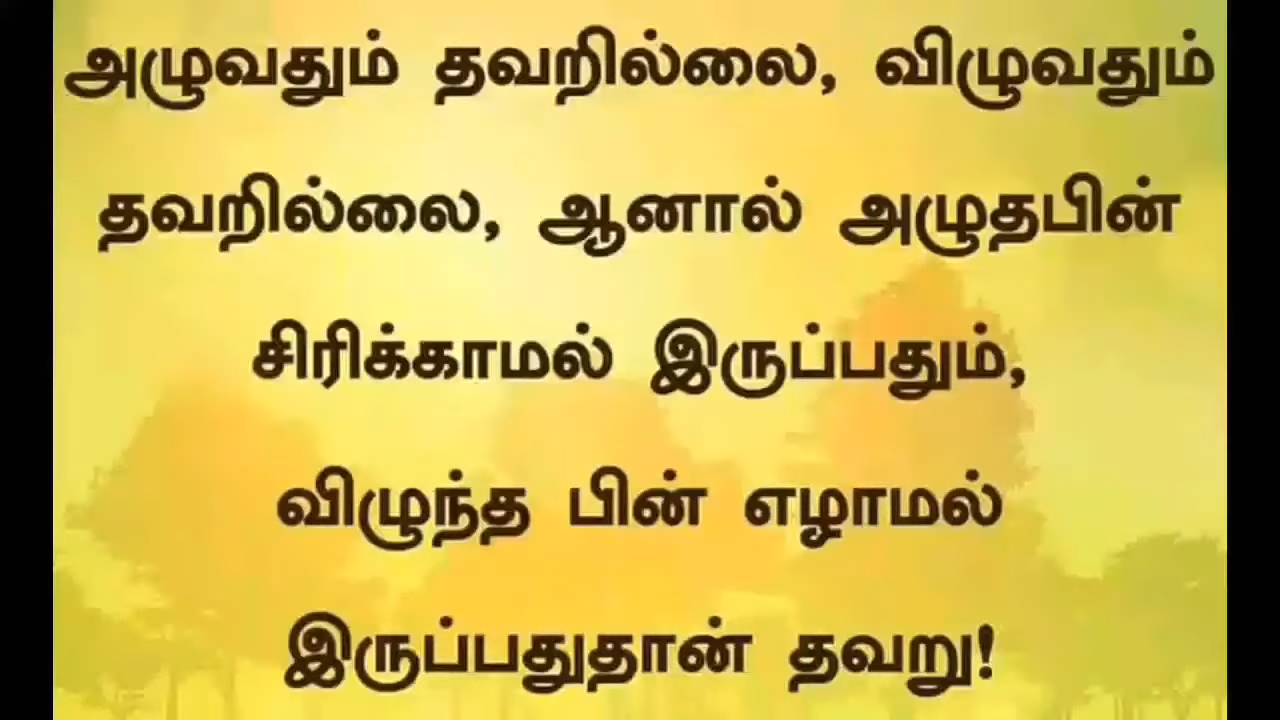 அழுவதும் தவறில்லை, விழுவதும்
தவறில்லை, ஆனால் அழுதபின்
சிரிக்காமல் இருப்பதும்,
விழுந்த பின் எழாமல்
இருப்பதுதான் தவறு!